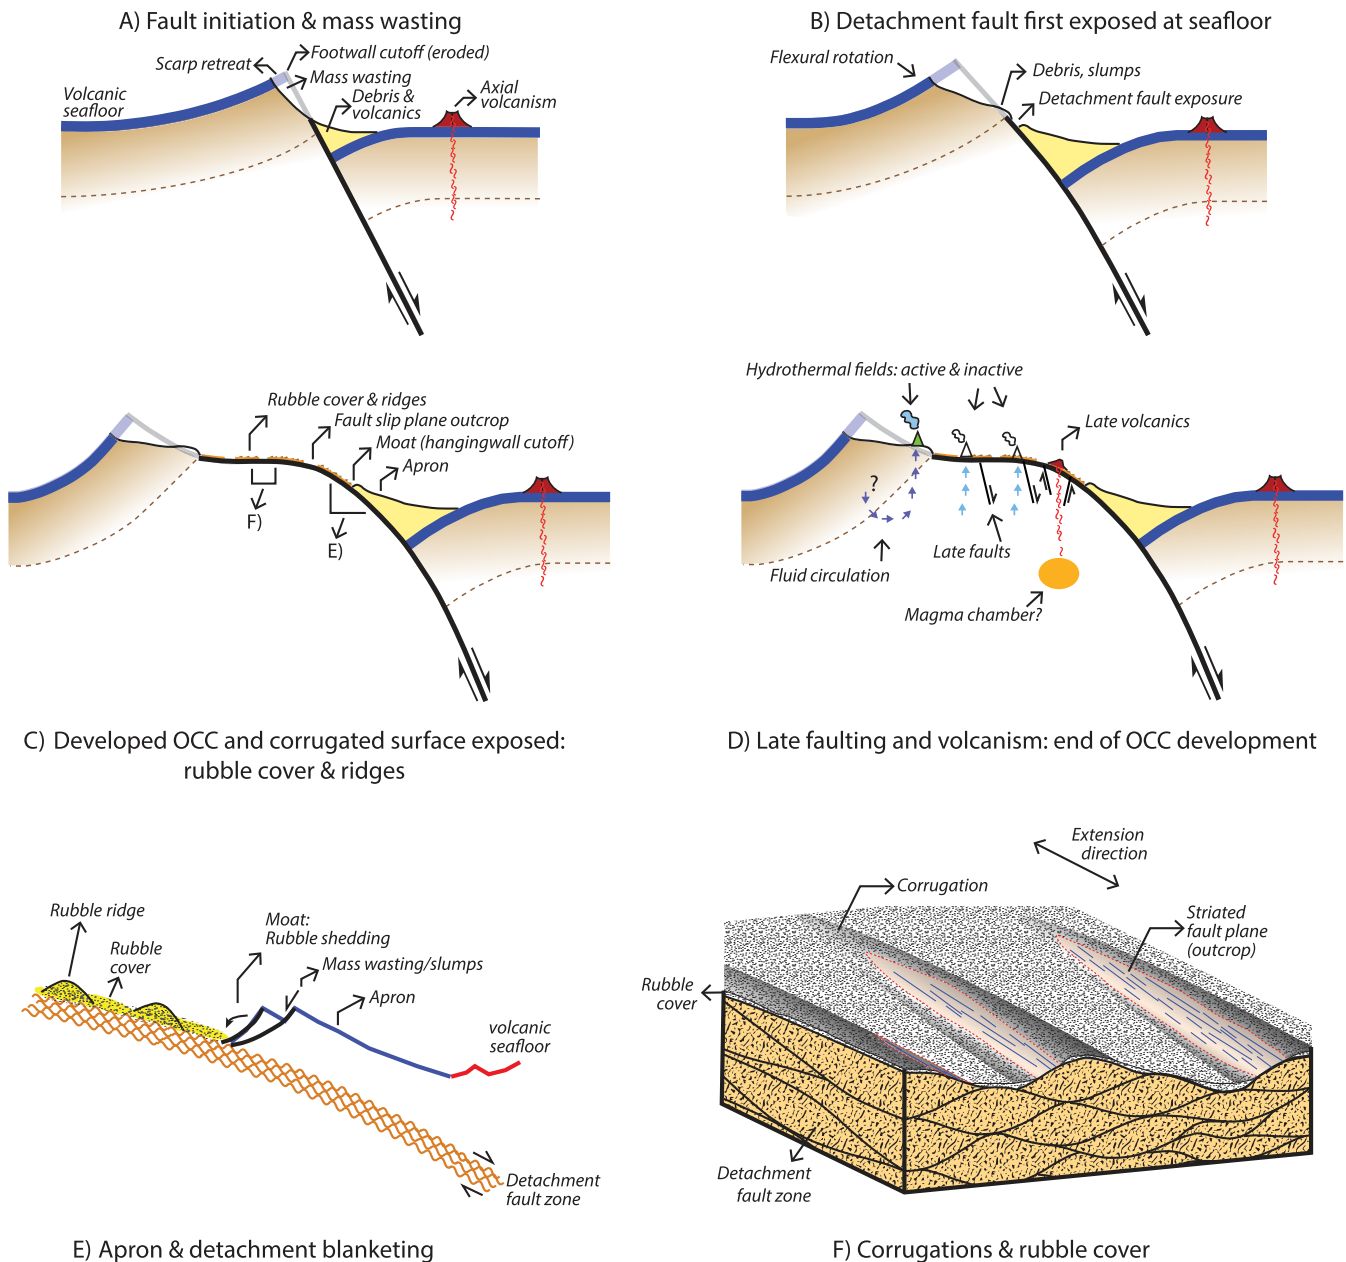 A) Fault initiation & mass wasting
Footwall cutoff (eroded)
Scarp retreat
Mass wasting
Volcanic
seafloor
Debris &
volcanics
Axial
volcanism
B) Detachment fault first exposed at seafloor
Flexural rotation
Debris, slumps
Detachment fault exposure
Rubble cover & ridges
Fault slip plane outcrop
Moat (hangingwall cutoff)
Apron
F)
E)
C) Developed OCC and corrugated surface exposed:
rubble cover & ridges
Hydrothermal fields: active & inactive
Late volcanics
?
Late faults
Fluid circulation
Magma chamber?
D) Late faulting and volcanism: end of OCC development
Rubble ridge
Rubble
cover
Moat:
Rubble shedding
Mass wasting/slumps
Apron
volcanic
seafloor
Detachment
fault zone
E) Apron & detachment blanketing
Extension
direction
Corrugation
Striated
fault plane
(outcrop)
Rubble
cover
Detachment
fault zone
F) Corrugations & rubble cover